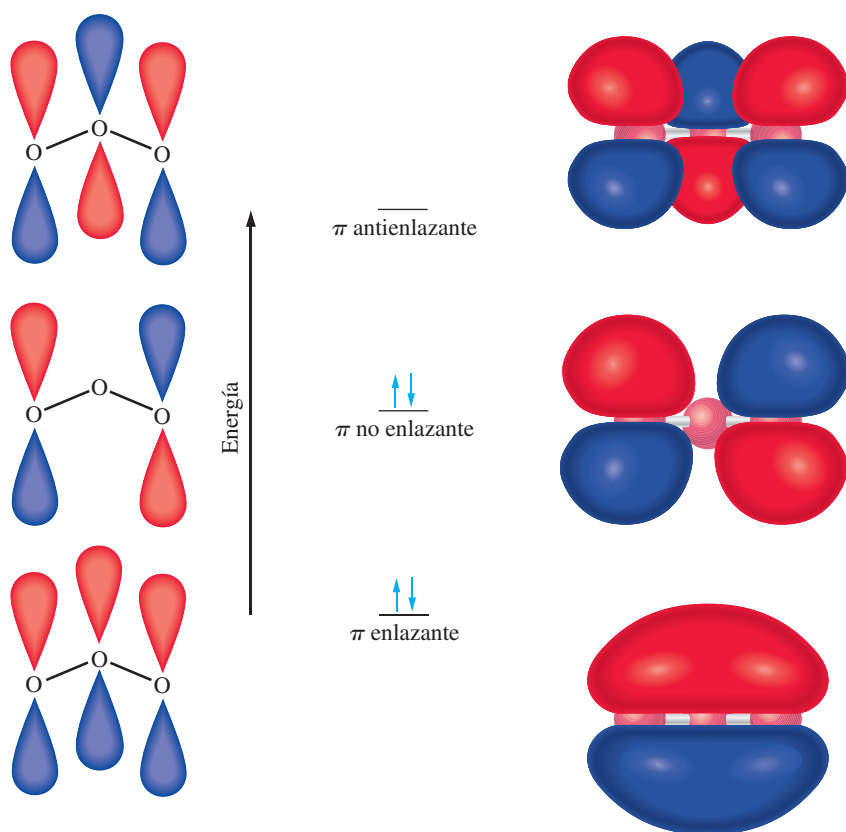 O O O
π antienlazante
Energía
O O O
π no enlazante
π enlazante
O O O